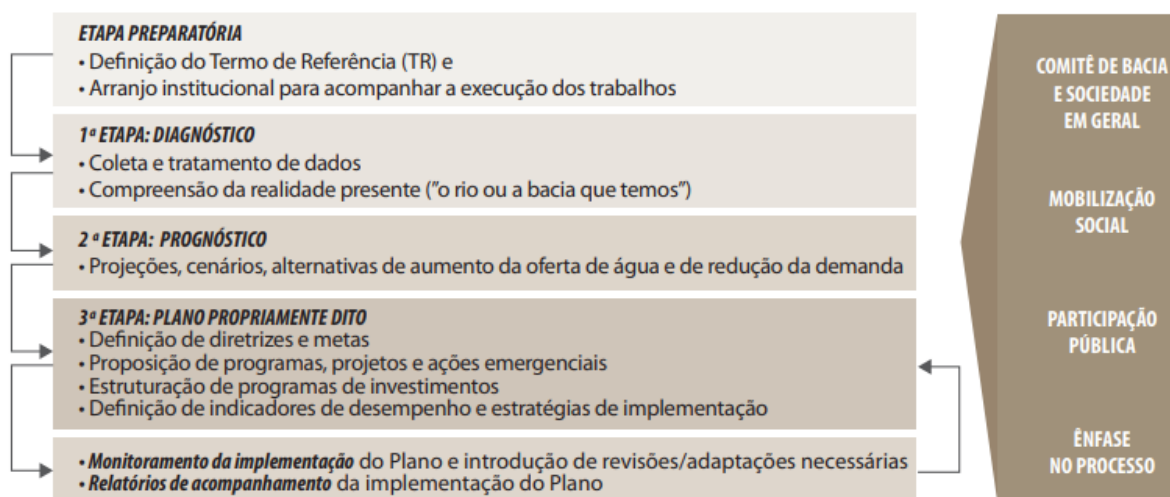 ETAPA PREPARATÓRIA
• Definição do Termo de Referência (TR) e
• Arranjo institucional para acompanhar a execução dos trabalhos
1ª ETAPA: DIAGNÓSTICO
• Coleta e tratamento de dados
• Compreensão da realidade presente ("o rio ou a bacia que temos")
2 ª ETAPA: PROGNÓSTICO
• Projeções, cenários, alternativas de aumento da oferta de água e de redução da demanda
3ª ETAPA: PLANO PROPRIAMENTE DITO
• Definição de diretrizes e metas
• Proposição de programas, projetos e ações emergenciais
• Estruturação de programas de investimentos
• Definição de indicadores de desempenho e estratégias de implementação
• Monitoramento da implementação do Plano e introdução de revisões/adaptações necessárias
• Relatórios de acompanhamento da implementação do Plano
COMITÊ DE BACIA
E SOCIEDADE
EM GERAL
MOBILIZAÇÃO
SOCIAL
PARTICIPAÇÃO
PÚBLICA
ÊNFASE
NO PROCESSO